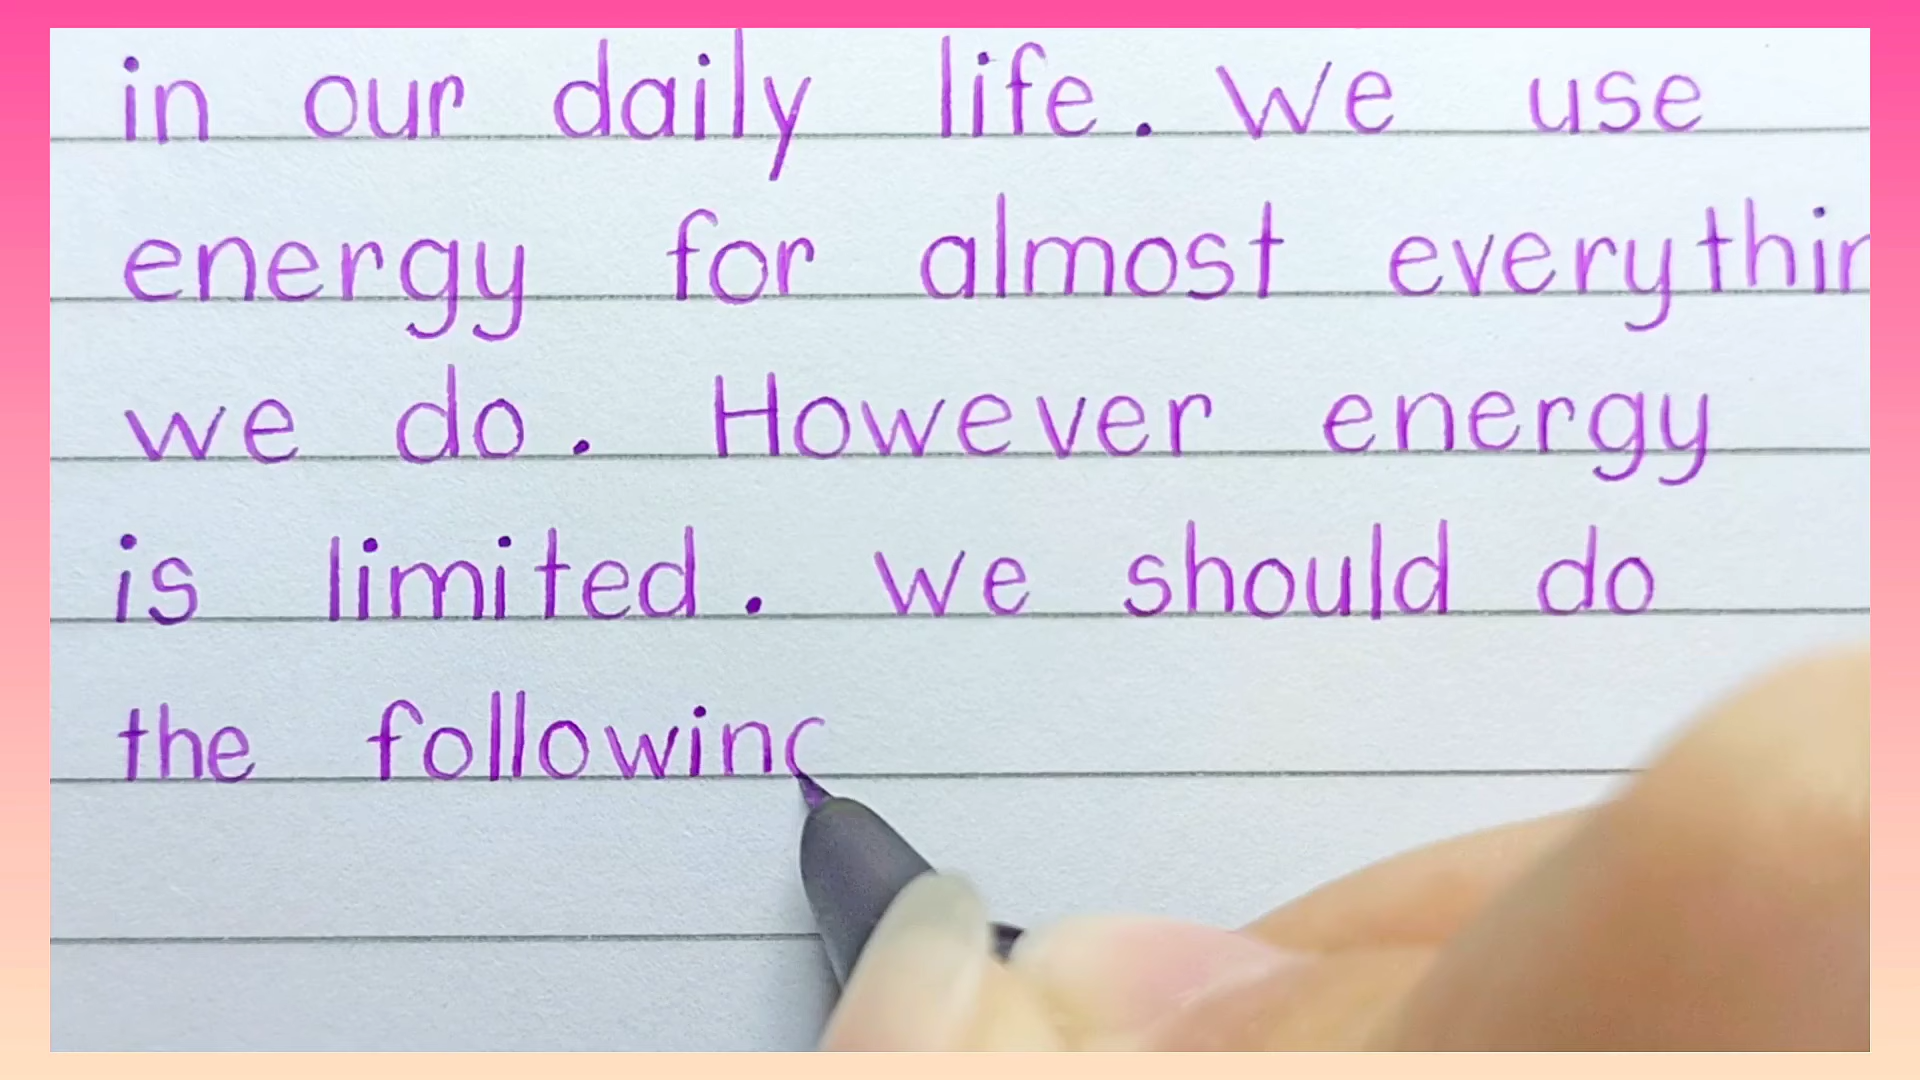 in our daily life. We use
energy for almost everythin
we do. However energy
is limited. We should do
the followin